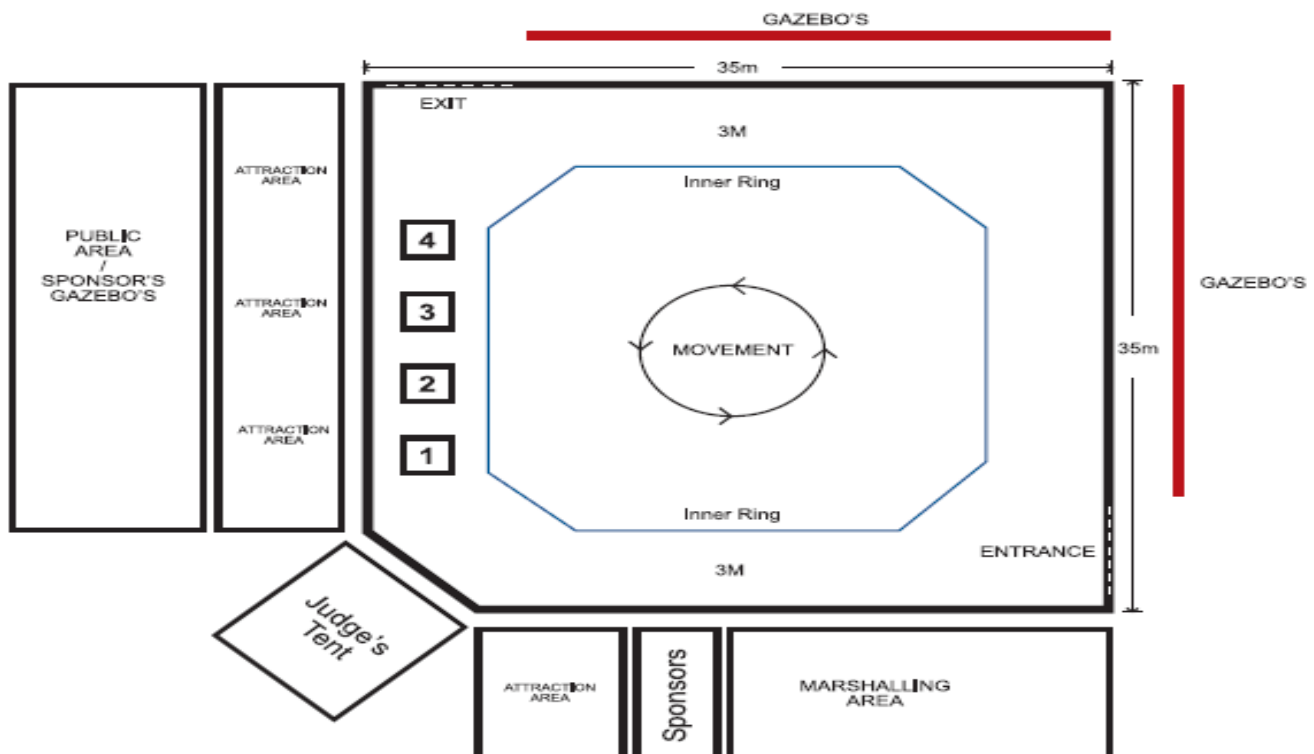 GAZEBO'S
35m
EXIT
3M
Inner Ring
ATTRACTION
AREA
PUBLIC
AREA
/
SPONSOR'S
GAZEBO'S
4
GAZEBO'S
ATTRACTION
AREA
3
MOVEMENT
35m
2
ATTRACTION
AREA
1
Inner Ring
ENTRANCE
3M
Judge's
Tent
ATTRACTION
AREA
Sponsors
MARSHALLING
AREA